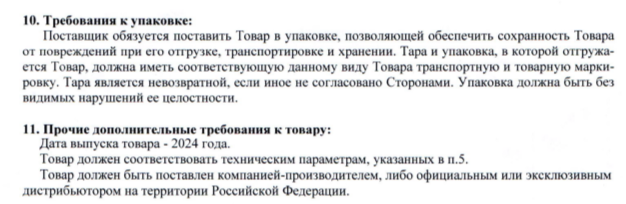 10. Требования к упаковке:
Поставщик обязуется поставить Товар в упаковке, позволяющей обеспечить сохранность Товара
от повреждений при его отгрузке, транспортировке и хранении. Тара и упаковка, в которой отгружа-
ется Товар, должна иметь соответствующую данному виду Товара транспортную и товарную марки-
ровку. Тара является невозвратной, если иное не согласовано Сторонами. Упаковка должна быть без
видимых нарушений ее целостности.
11. Прочие дополнительные требования к товару:
Дата выпуска товара - 2024 года.
Товар должен соответствовать техническим параметрам, указанных в п.5.
Товар должен быть поставлен компанией-производителем, либо официальным или эксклюзивным
дистрибьютором на территории Российской Федерации.